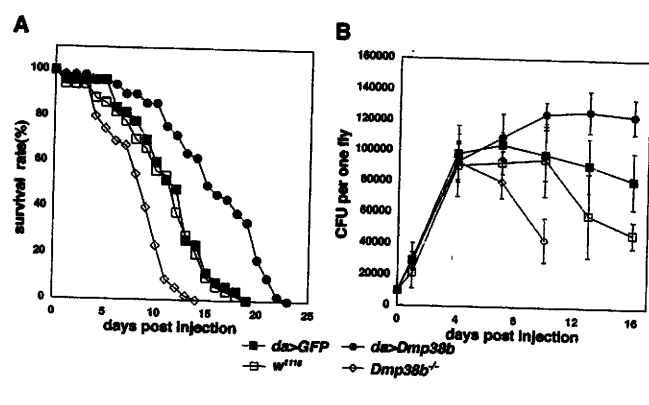 A
B
survival rate(%)
100
80
60
40
20
0
0 5 10 15 20 25
days post injection
CFU per one fly
160000
140000
120000
100000
80000
60000
40000
20000
0
0 4 8 12 16
days post injection
da>GFP
da>Dmp38b
w1118
Dmp38b-/-